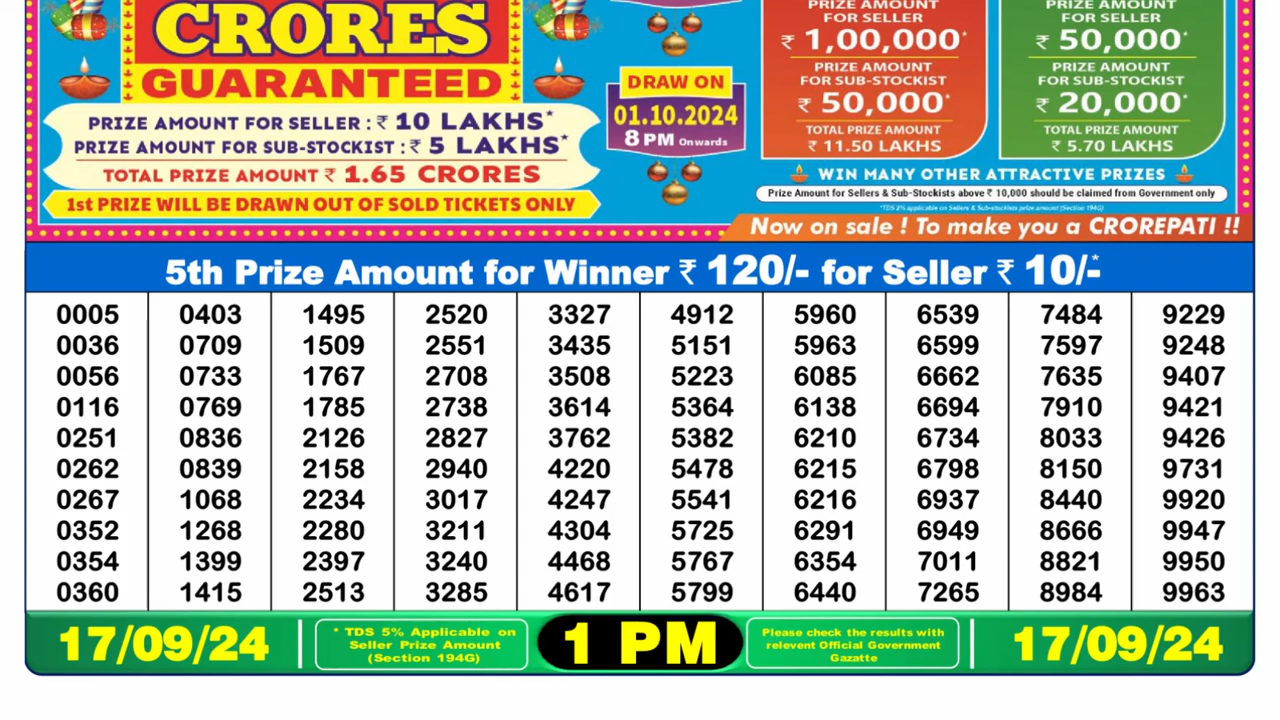 CRORES
GUARANTEED
PRIZE AMOUNT FOR SELLER : ₹ 10 LAKHS*
PRIZE AMOUNT FOR SUB-STOCKIST : ₹ 5 LAKHS*
TOTAL PRIZE AMOUNT ₹ 1.65 CRORES
1st PRIZE WILL BE DRAWN OUT OF SOLD TICKETS ONLY
DRAW ON
01.10.2024
8 PM Onwards
PRIZE AMOUNT
FOR SELLER
₹ 1,00,000*
PRIZE AMOUNT
FOR SUB-STOCKIST
₹ 50,000*
TOTAL PRIZE AMOUNT
₹ 11.50 LAKHS
PRIZE AMOUNT
FOR SELLER
₹ 50,000*
PRIZE AMOUNT
FOR SUB-STOCKIST
₹ 20,000*
TOTAL PRIZE AMOUNT
₹ 5.70 LAKHS
WIN MANY OTHER ATTRACTIVE PRIZES
Prize Amount for Sellers & Sub-Stockists above ₹ 10,000 should be claimed from Government only
*TDS 2% applicable on Sellers & Sub-stockists prize amount (Section 194G)
Now on sale ! To make you a CROREPATI !!
5th Prize Amount for Winner ₹ 120/- for Seller ₹ 10/-*
0005 0403 1495 2520 3327 4912 5960 6539 7484 9229
0036 0709 1509 2551 3435 5151 5963 6599 7597 9248
0056 0733 1767 2708 3508 5223 6085 6662 7635 9407
0116 0769 1785 2738 3614 5364 6138 6694 7910 9421
0251 0836 2126 2827 3762 5382 6210 6734 8033 9426
0262 0839 2158 2940 4220 5478 6215 6798 8150 9731
0267 1068 2234 3017 4247 5541 6216 6937 8440 9920
0352 1268 2280 3211 4304 5725 6291 6949 8666 9947
0354 1399 2397 3240 4468 5767 6354 7011 8821 9950
0360 1415 2513 3285 4617 5799 6440 7265 8984 9963
17/09/24
* TDS 5% Applicable on
Seller Prize Amount
(Section 194G)
1 PM
Please check the results with
relevent Official Government
Gazatte
17/09/24